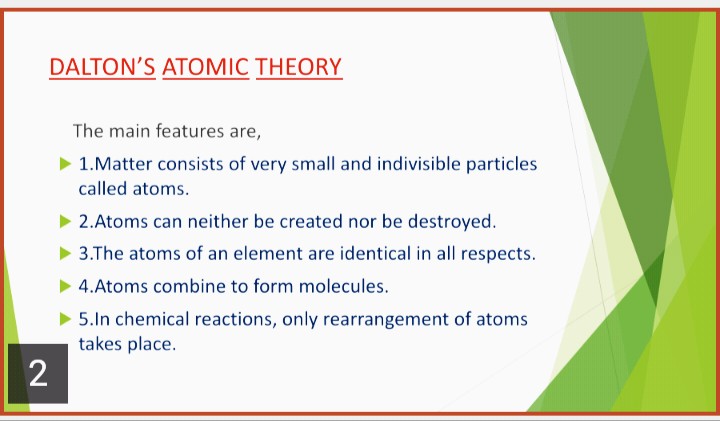 DALTON’S ATOMIC THEORY
The main features are,
1.Matter consists of very small and indivisible particles
called atoms.
2.Atoms can neither be created nor be destroyed.
3.The atoms of an element are identical in all respects.
4.Atoms combine to form molecules.
5.In chemical reactions, only rearrangement of atoms
takes place.
2